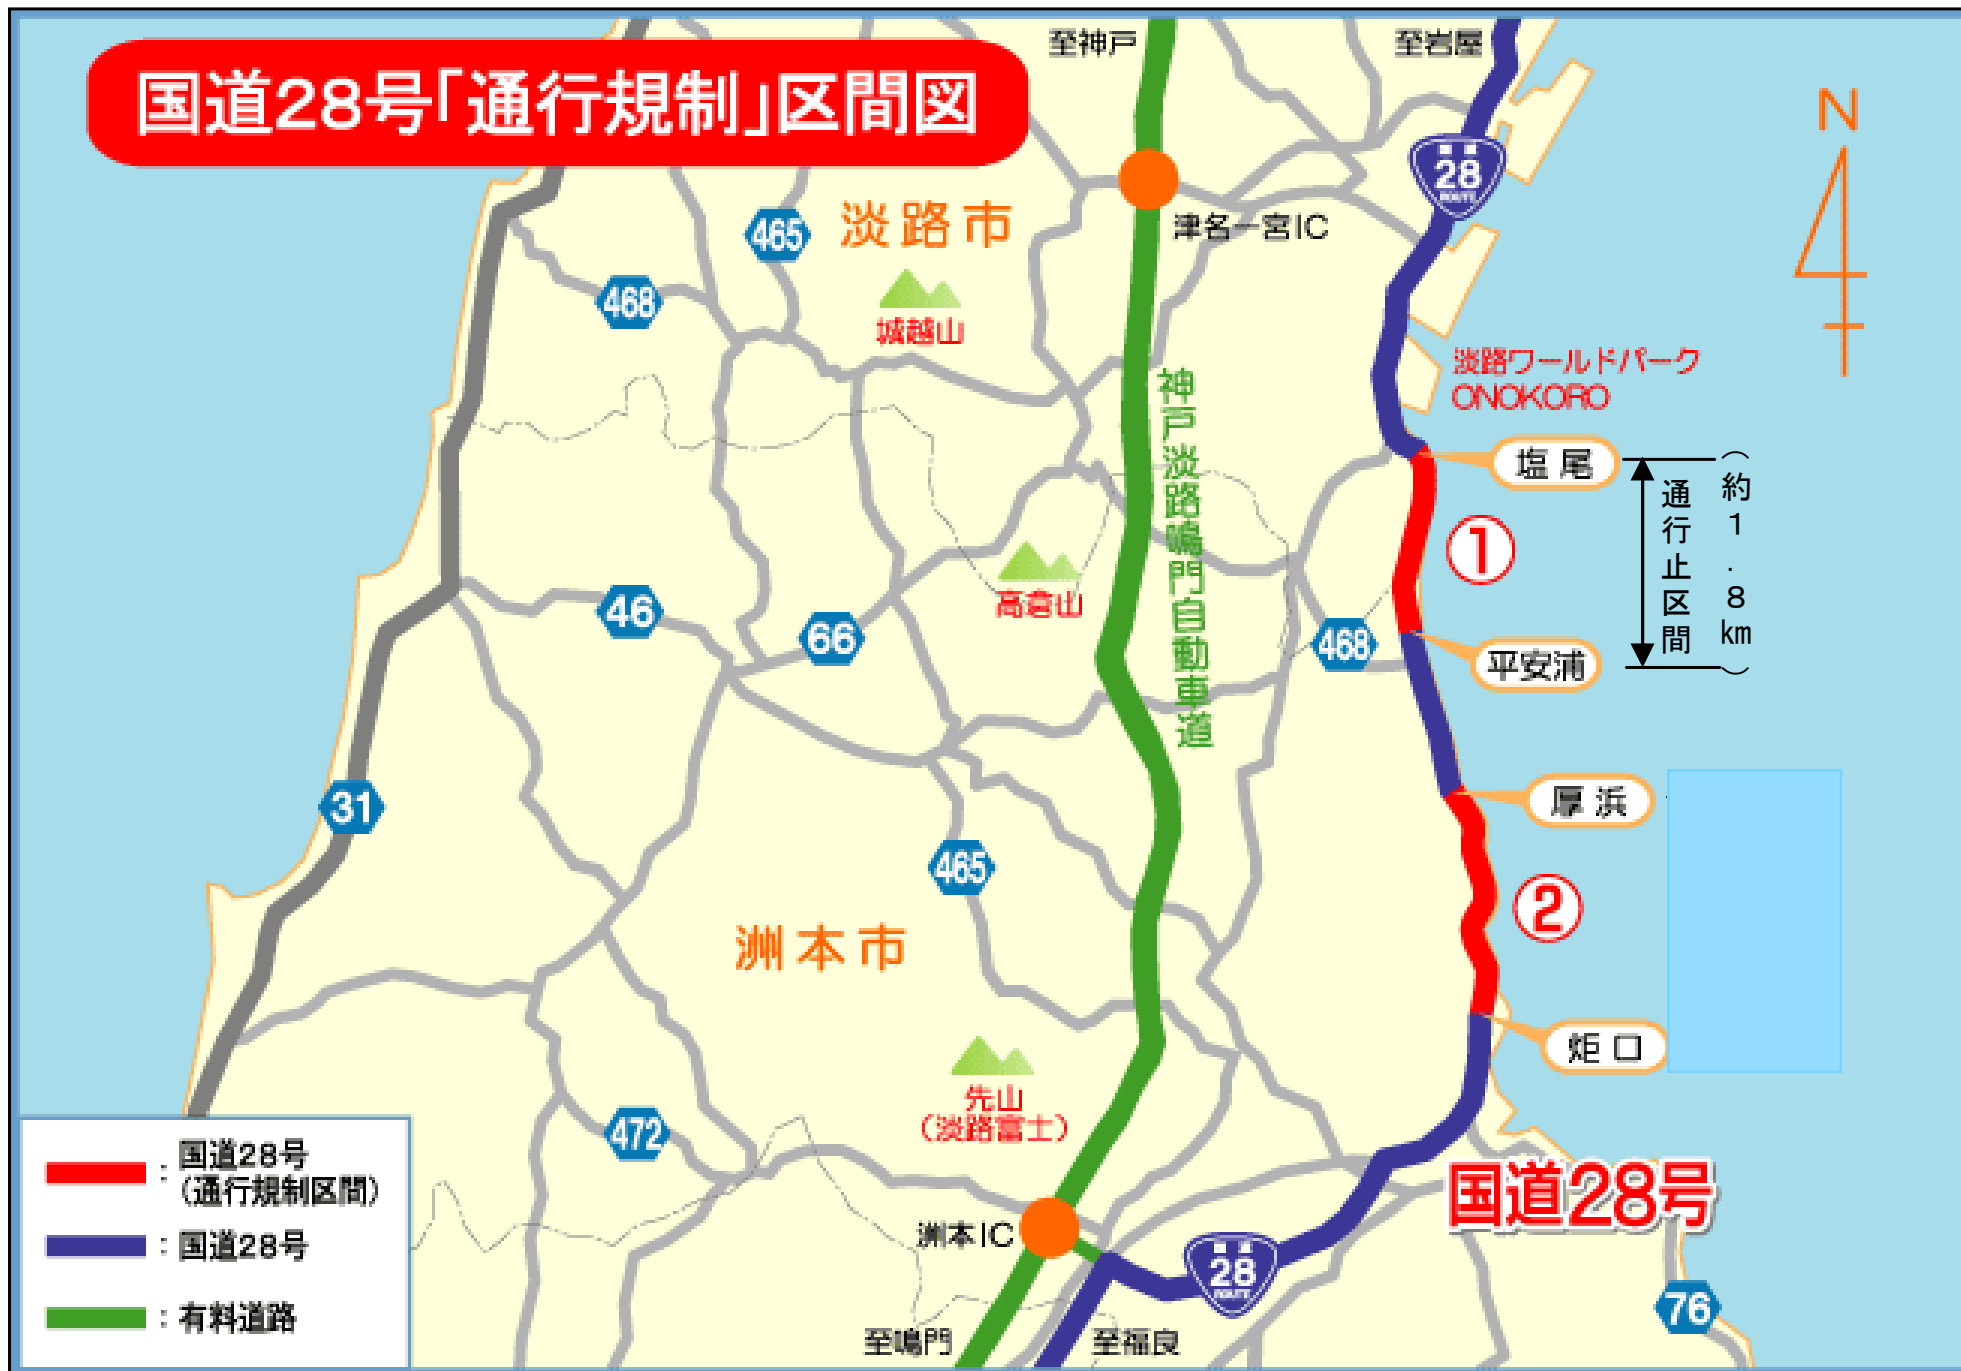 国道28号「通行規制」区間図
至神戸
至岩屋
N
国道
28
ROUTE
465
淡路市
津名一宮IC
468
城越山
淡路ワールドパーク
ONOKORO
神戸淡路鳴門自動車道
塩尾
通行止区間
（約1.8km）
①
高倉山
46
66
468
平安浦
31
厚浜
465
②
洲本市
炬口
先山
（淡路富士）
472
国道28号
洲本IC
国道
28
ROUTE
76
至鳴門
至福良
：国道28号
（通行規制区間）
：国道28号
：有料道路